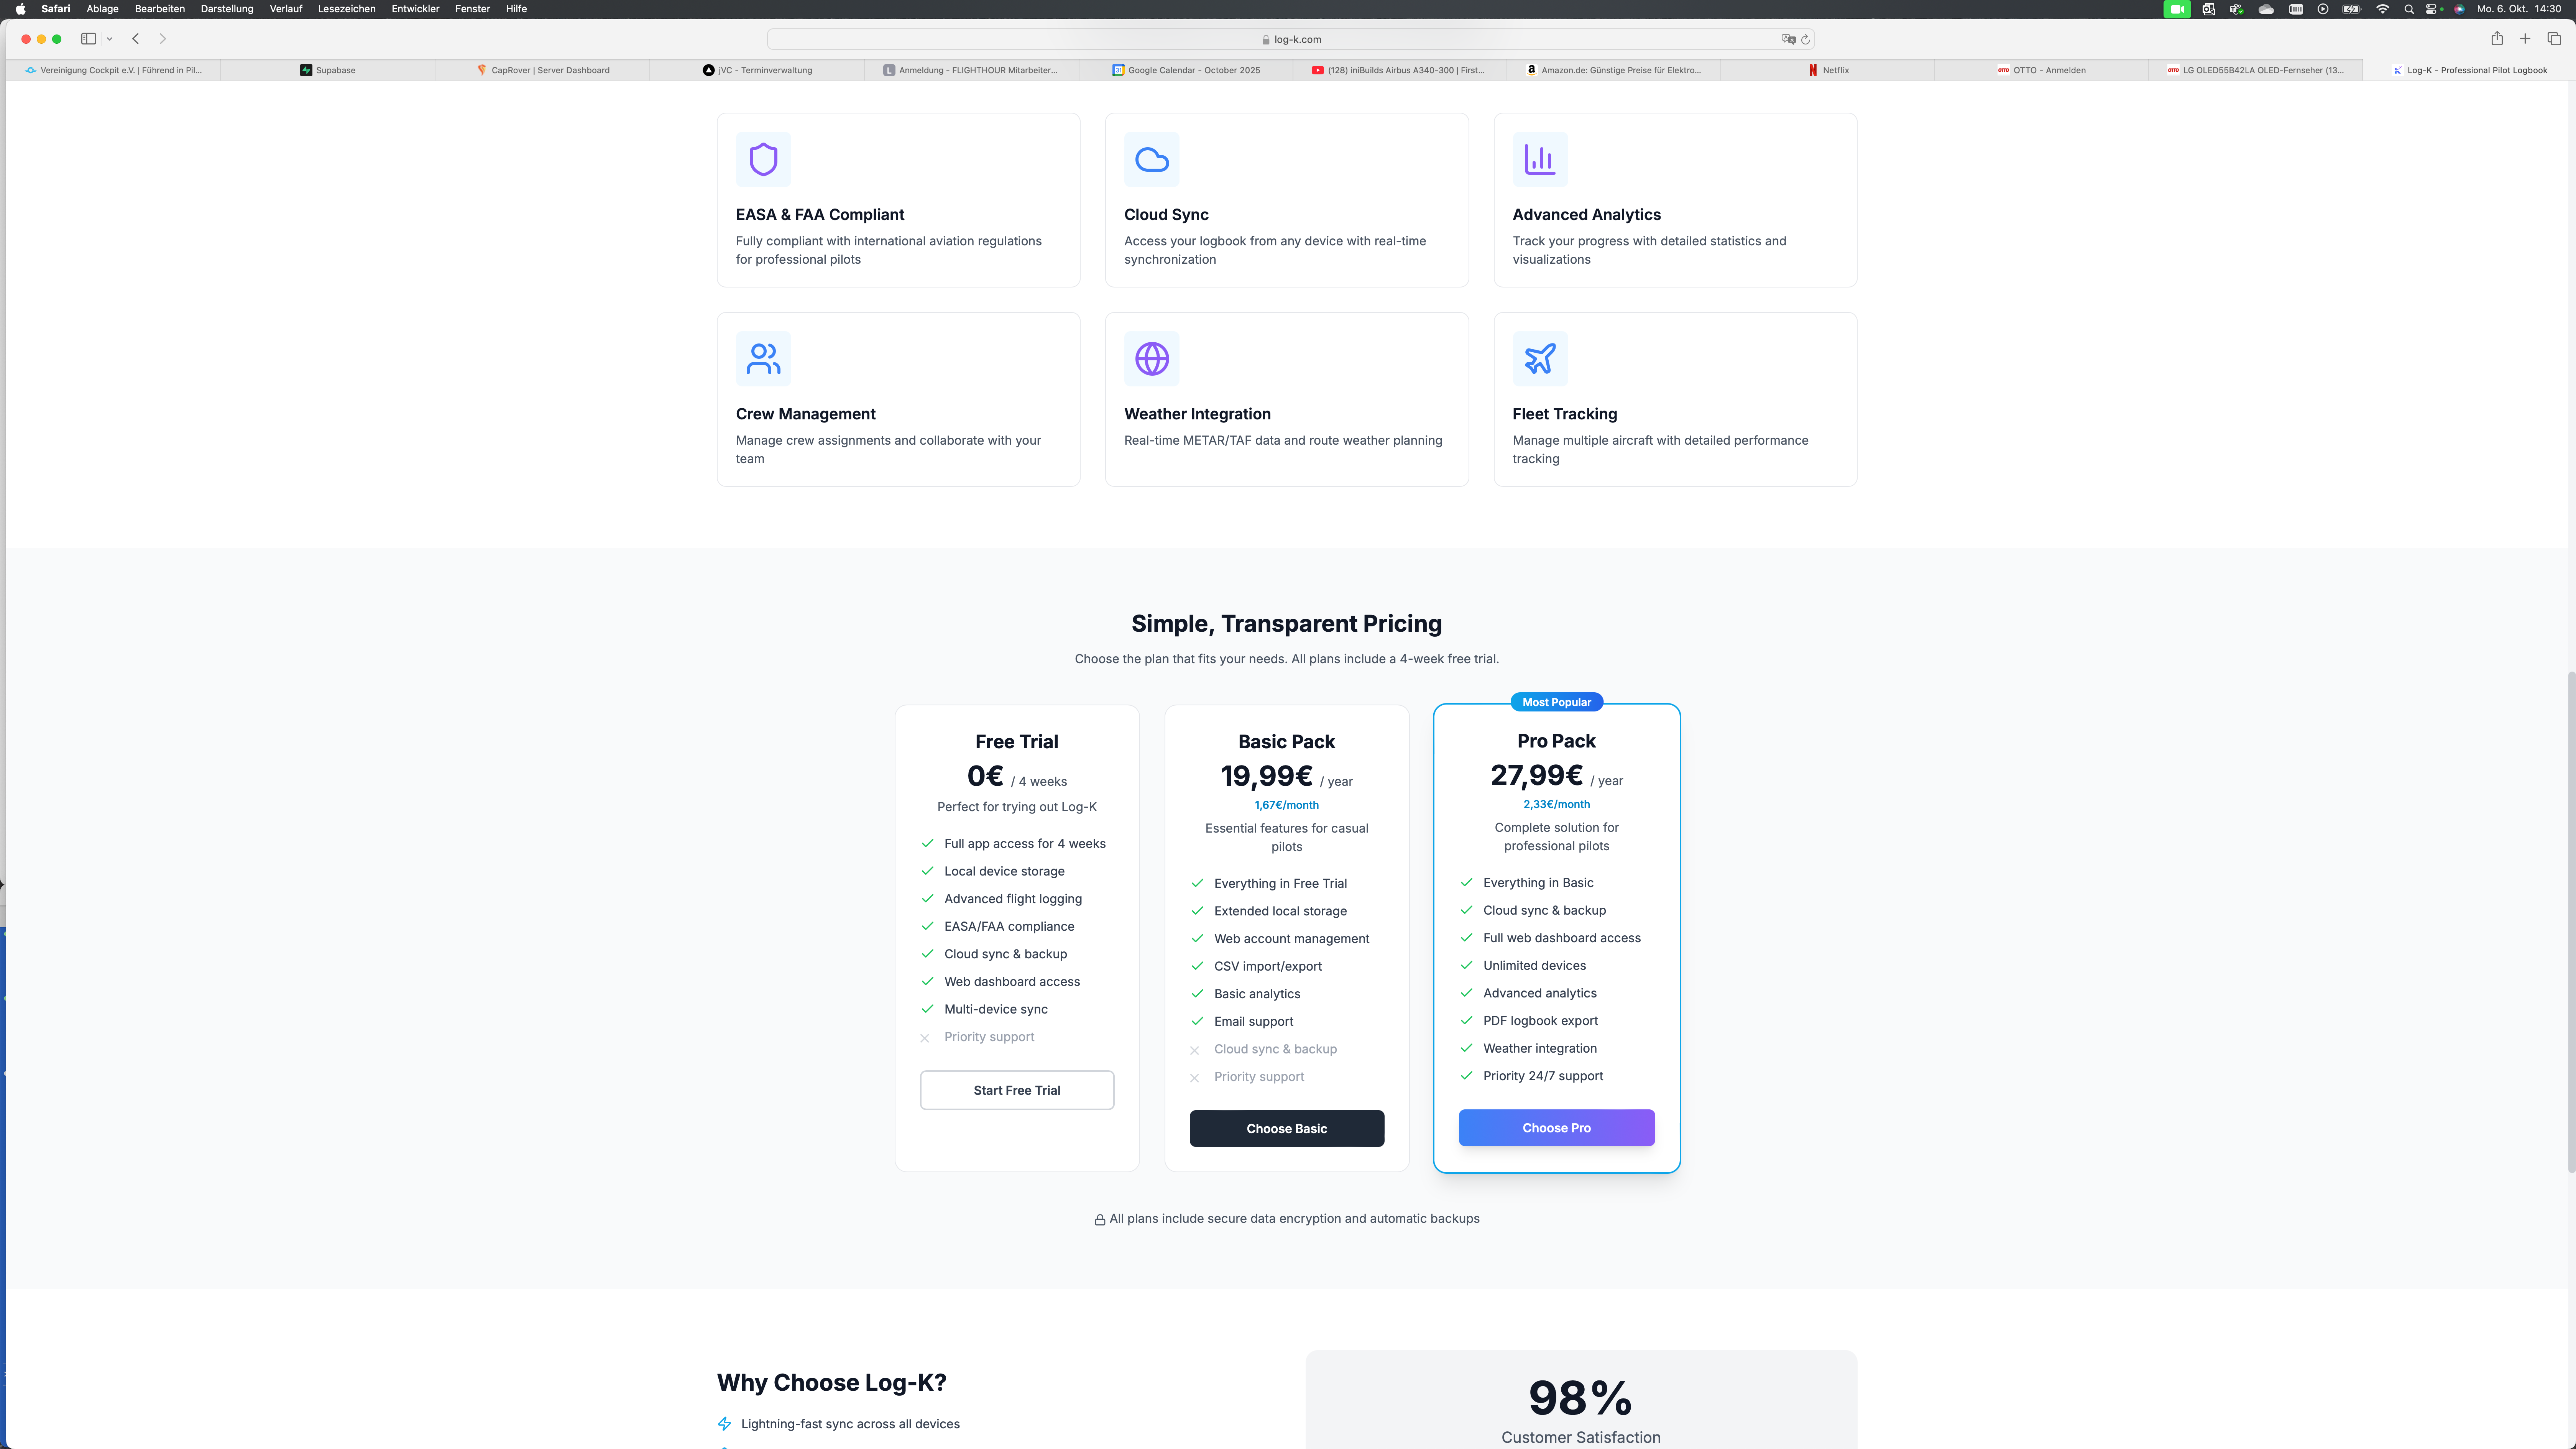 Safari Ablage Bearbeiten Darstellung Verlauf Lesezeichen Entwickler Fenster Hilfe
Mo. 6. Okt. 14:30
log-k.com
Vereinigung Cockpit e.V. | Führend in Pil...
Supabase
CapRover | Server Dashboard
jVC - Terminverwaltung
L Anmeldung - FLIGHTHOUR Mitarbeiter...
Google Calendar - October 2025
(128) iniBuilds Airbus A340-300 | First...
Amazon.de: Günstige Preise für Elektro...
Netflix
OTTO - Anmelden
LG OLED55B42LA OLED-Fernseher (13...
Log-K - Professional Pilot Logbook
EASA & FAA Compliant
Fully compliant with international aviation regulations
for professional pilots
Cloud Sync
Access your logbook from any device with real-time
synchronization
Advanced Analytics
Track your progress with detailed statistics and
visualizations
Crew Management
Manage crew assignments and collaborate with your
team
Weather Integration
Real-time METAR/TAF data and route weather planning
Fleet Tracking
Manage multiple aircraft with detailed performance
tracking
Simple, Transparent Pricing
Choose the plan that fits your needs. All plans include a 4-week free trial.
Free Trial
0€ / 4 weeks
Perfect for trying out Log-K
Full app access for 4 weeks
Local device storage
Advanced flight logging
EASA/FAA compliance
Cloud sync & backup
Web dashboard access
Multi-device sync
Priority support
Start Free Trial
Basic Pack
19,99€ / year
1,67€/month
Essential features for casual
pilots
Everything in Free Trial
Extended local storage
Web account management
CSV import/export
Basic analytics
Email support
Cloud sync & backup
Priority support
Choose Basic
Most Popular
Pro Pack
27,99€ / year
2,33€/month
Complete solution for
professional pilots
Everything in Basic
Cloud sync & backup
Full web dashboard access
Unlimited devices
Advanced analytics
PDF logbook export
Weather integration
Priority 24/7 support
Choose Pro
All plans include secure data encryption and automatic backups
Why Choose Log-K?
Lightning-fast sync across all devices
98%
Customer Satisfaction